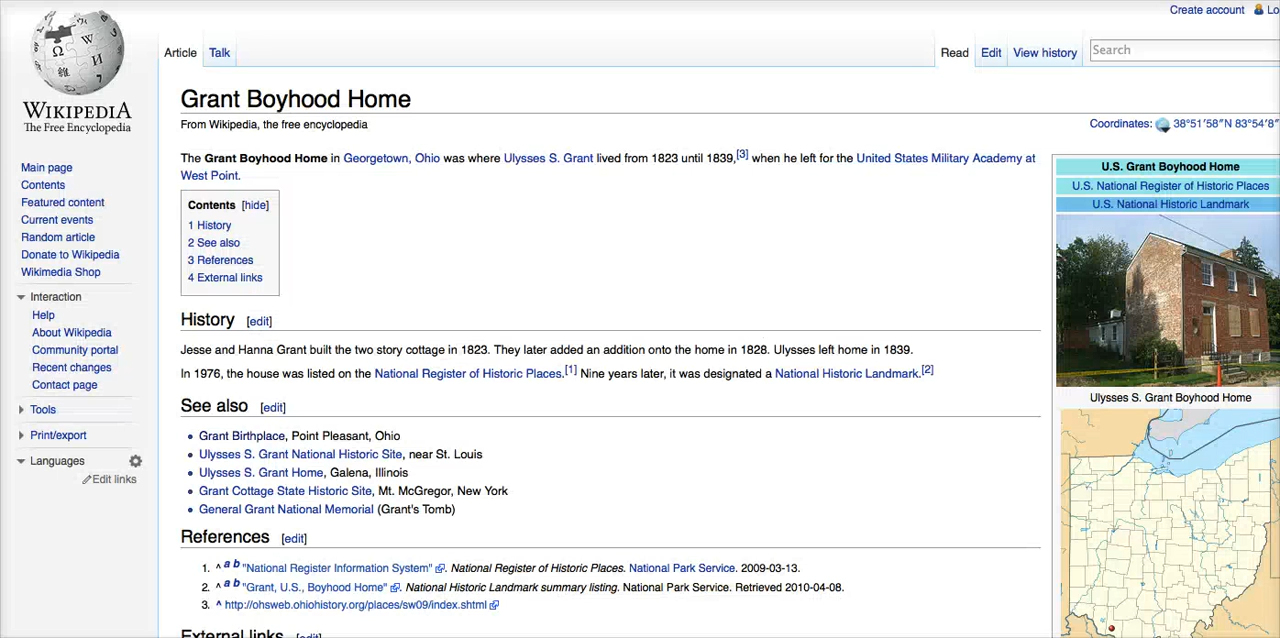 Create account Lo
Article Talk Read Edit View history Search
WIKIPEDIA
The Free Encyclopedia
Main page
Contents
Featured content
Current events
Random article
Donate to Wikipedia
Wikimedia Shop
Interaction
Help
About Wikipedia
Community portal
Recent changes
Contact page
Tools
Print/export
Languages
Edit links
Grant Boyhood Home
From Wikipedia, the free encyclopedia
Coordinates: 38°51′58″N 83°54′8″
The Grant Boyhood Home in Georgetown, Ohio was where Ulysses S. Grant lived from 1823 until 1839,[3] when he left for the United States Military Academy at
West Point.
Contents [hide]
1 History
2 See also
3 References
4 External links
History [edit]
Jesse and Hanna Grant built the two story cottage in 1823. They later added an addition onto the home in 1828. Ulysses left home in 1839.
In 1976, the house was listed on the National Register of Historic Places.[1] Nine years later, it was designated a National Historic Landmark.[2]
See also [edit]
Grant Birthplace, Point Pleasant, Ohio
Ulysses S. Grant National Historic Site, near St. Louis
Ulysses S. Grant Home, Galena, Illinois
Grant Cottage State Historic Site, Mt. McGregor, New York
General Grant National Memorial (Grant's Tomb)
References [edit]
1. ^ a b "National Register Information System". National Register of Historic Places. National Park Service. 2009-03-13.
2. ^ a b "Grant, U.S., Boyhood Home". National Historic Landmark summary listing. National Park Service. Retrieved 2010-04-08.
3. ^ http://ohsweb.ohiohistory.org/places/sw09/index.shtml
External links [edit]
U.S. Grant Boyhood Home
U.S. National Register of Historic Places
U.S. National Historic Landmark
Ulysses S. Grant Boyhood Home